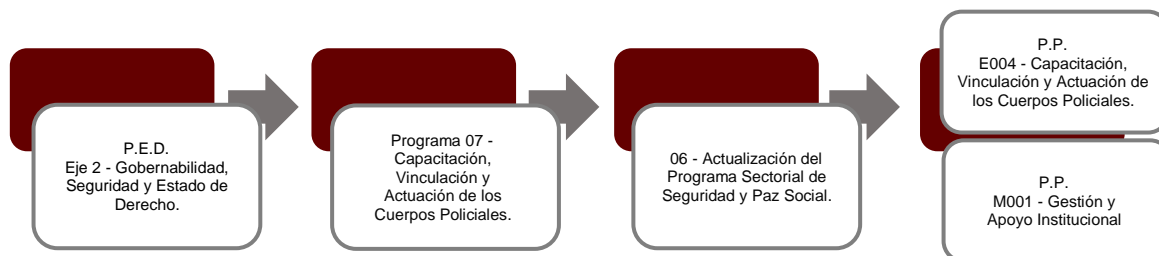 P.E.D.
Eje 2 - Gobernabilidad,
Seguridad y Estado de
Derecho.
Programa 07 -
Capacitación,
Vinculación y
Actuación de los
Cuerpos Policiales.
06 - Actualización del
Programa Sectorial de
Seguridad y Paz Social.
P.P.
E004 - Capacitación,
Vinculación y Actuación de
los Cuerpos Policiales.
P.P.
M001 - Gestión y
Apoyo Institucional